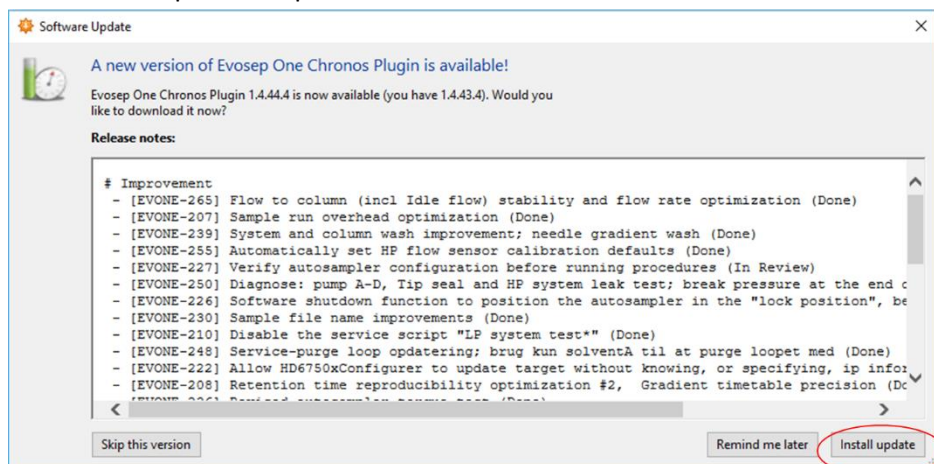 Software Update
A new version of Evosep One Chronos Plugin is available!
Evosep One Chronos Plugin 1.4.44.4 is now available (you have 1.4.43.4). Would you
like to download it now?
Release notes:
# Improvement
- [EVONE-265] Flow to column (incl Idle flow) stability and flow rate optimization (Done)
- [EVONE-207] Sample run overhead optimization (Done)
- [EVONE-239] System and column wash improvement; needle gradient wash (Done)
- [EVONE-255] Automatically set HP flow sensor calibration defaults (Done)
- [EVONE-227] Verify autosampler configuration before running procedures (In Review)
- [EVONE-250] Diagnose: pump A-D, Tip seal and HP system leak test; break pressure at the end
- [EVONE-226] Software shutdown function to position the autosampler in the "lock position", be
- [EVONE-230] Sample file name improvements (Done)
- [EVONE-210] Disable the service script "LP system test*" (Done)
- [EVONE-248] Service-purge loop opdatering; brug kun solventA til at purge loopet med (Done)
- [EVONE-222] Allow HD6750xConfigurer to update target without knowing, or specifying, ip infor
- [EVONE-208] Retention time reproducibility optimization #2, Gradient timetable precision (Do
Skip this version
Remind me later
Install update